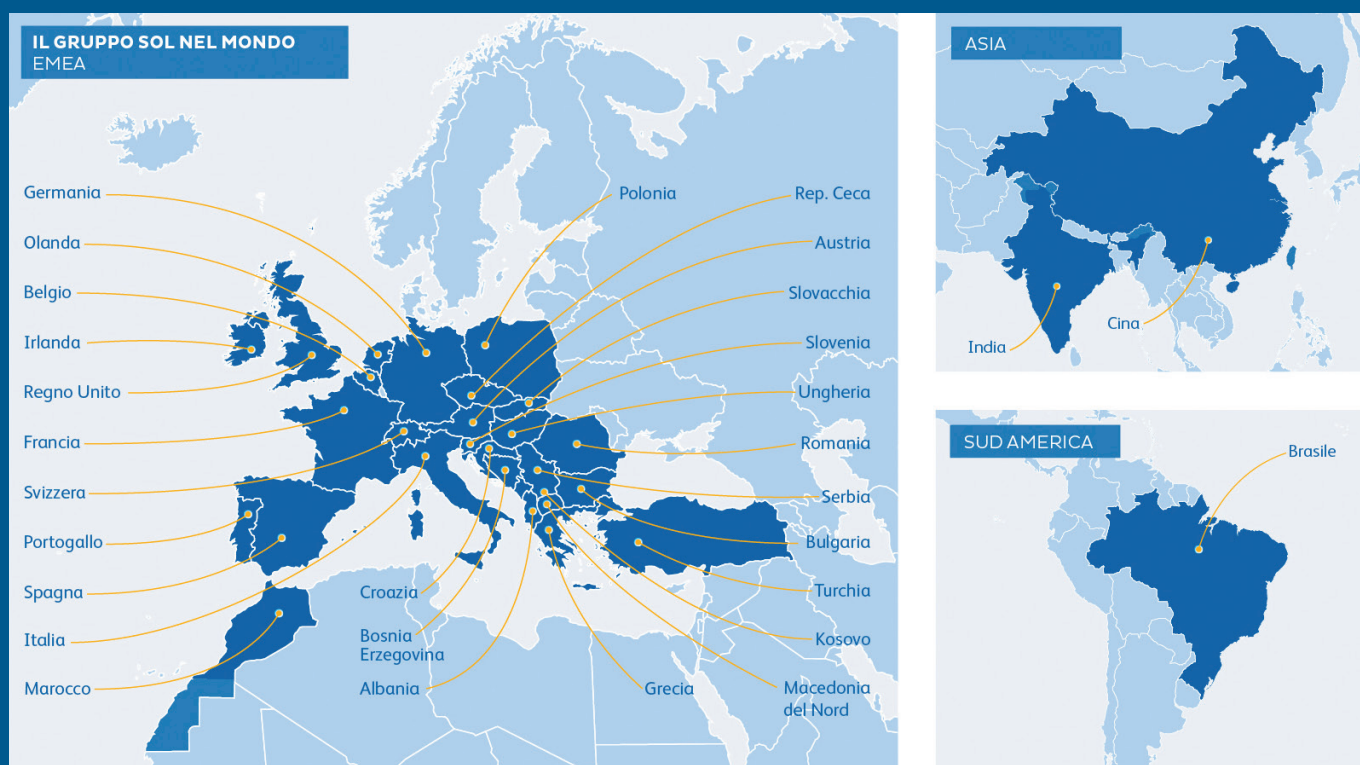 IL GRUPPO SOL NEL MONDO
EMEA
Germania
Olanda
Belgio
Irlanda
Regno Unito
Francia
Svizzera
Portogallo
Spagna
Italia
Marocco
Croazia
Bosnia
Erzegovina
Albania
Polonia
Rep. Ceca
Austria
Slovacchia
Slovenia
Ungheria
Romania
Serbia
Bulgaria
Turchia
Kosovo
Grecia
Macedonia
del Nord
ASIA
India
Cina
SUD AMERICA
Brasile